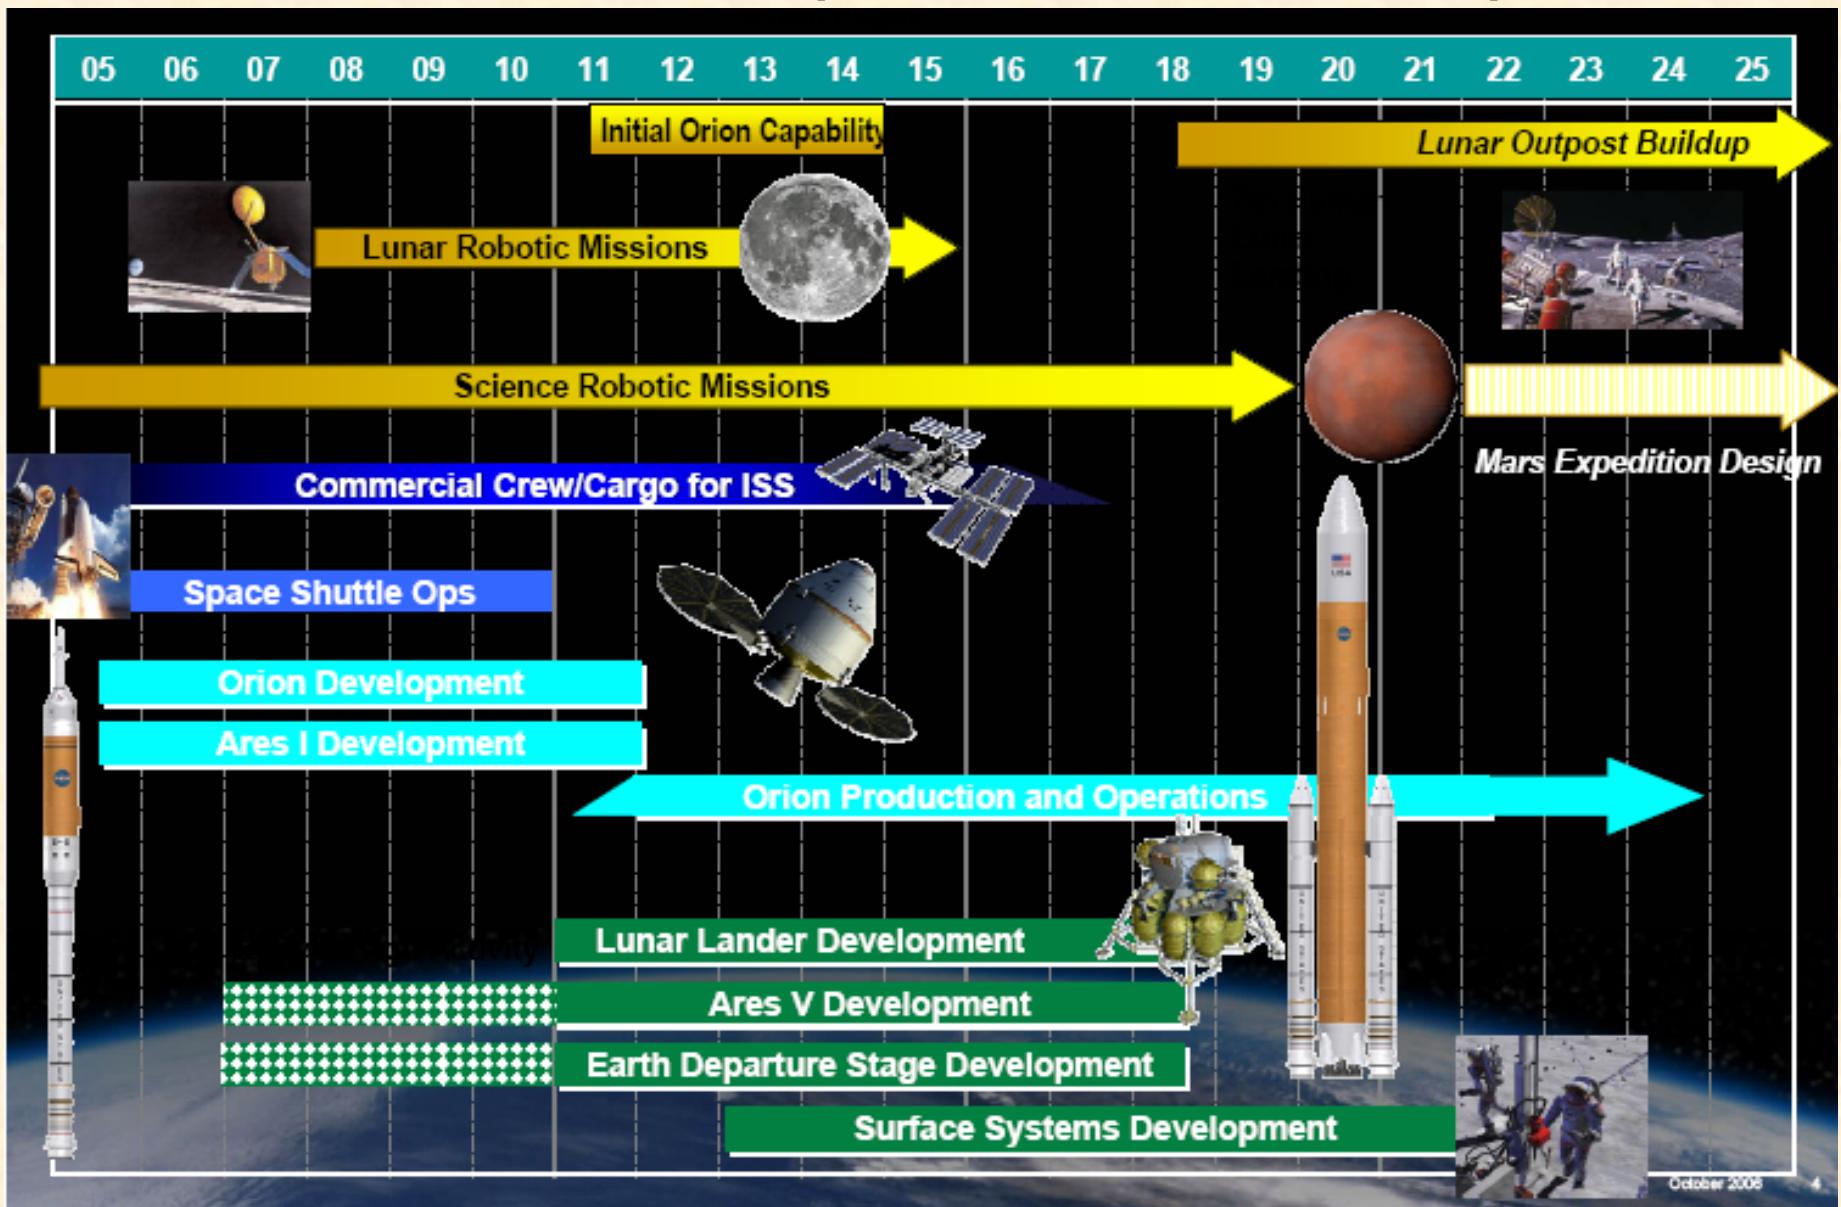 05 06 07 08 09 10 11 12 13 14 15 16 17 18 19 20 21 22 23 24 25
Initial Orion Capability
Lunar Outpost Buildup
Lunar Robotic Missions
Science Robotic Missions
Mars Expedition Design
Commercial Crew/Cargo for ISS
USA
Space Shuttle Ops
Orion Development
Ares I Development
Orion Production and Operations
Lunar Lander Development
Ares V Development
Earth Departure Stage Development
Surface Systems Development
October 2006 4